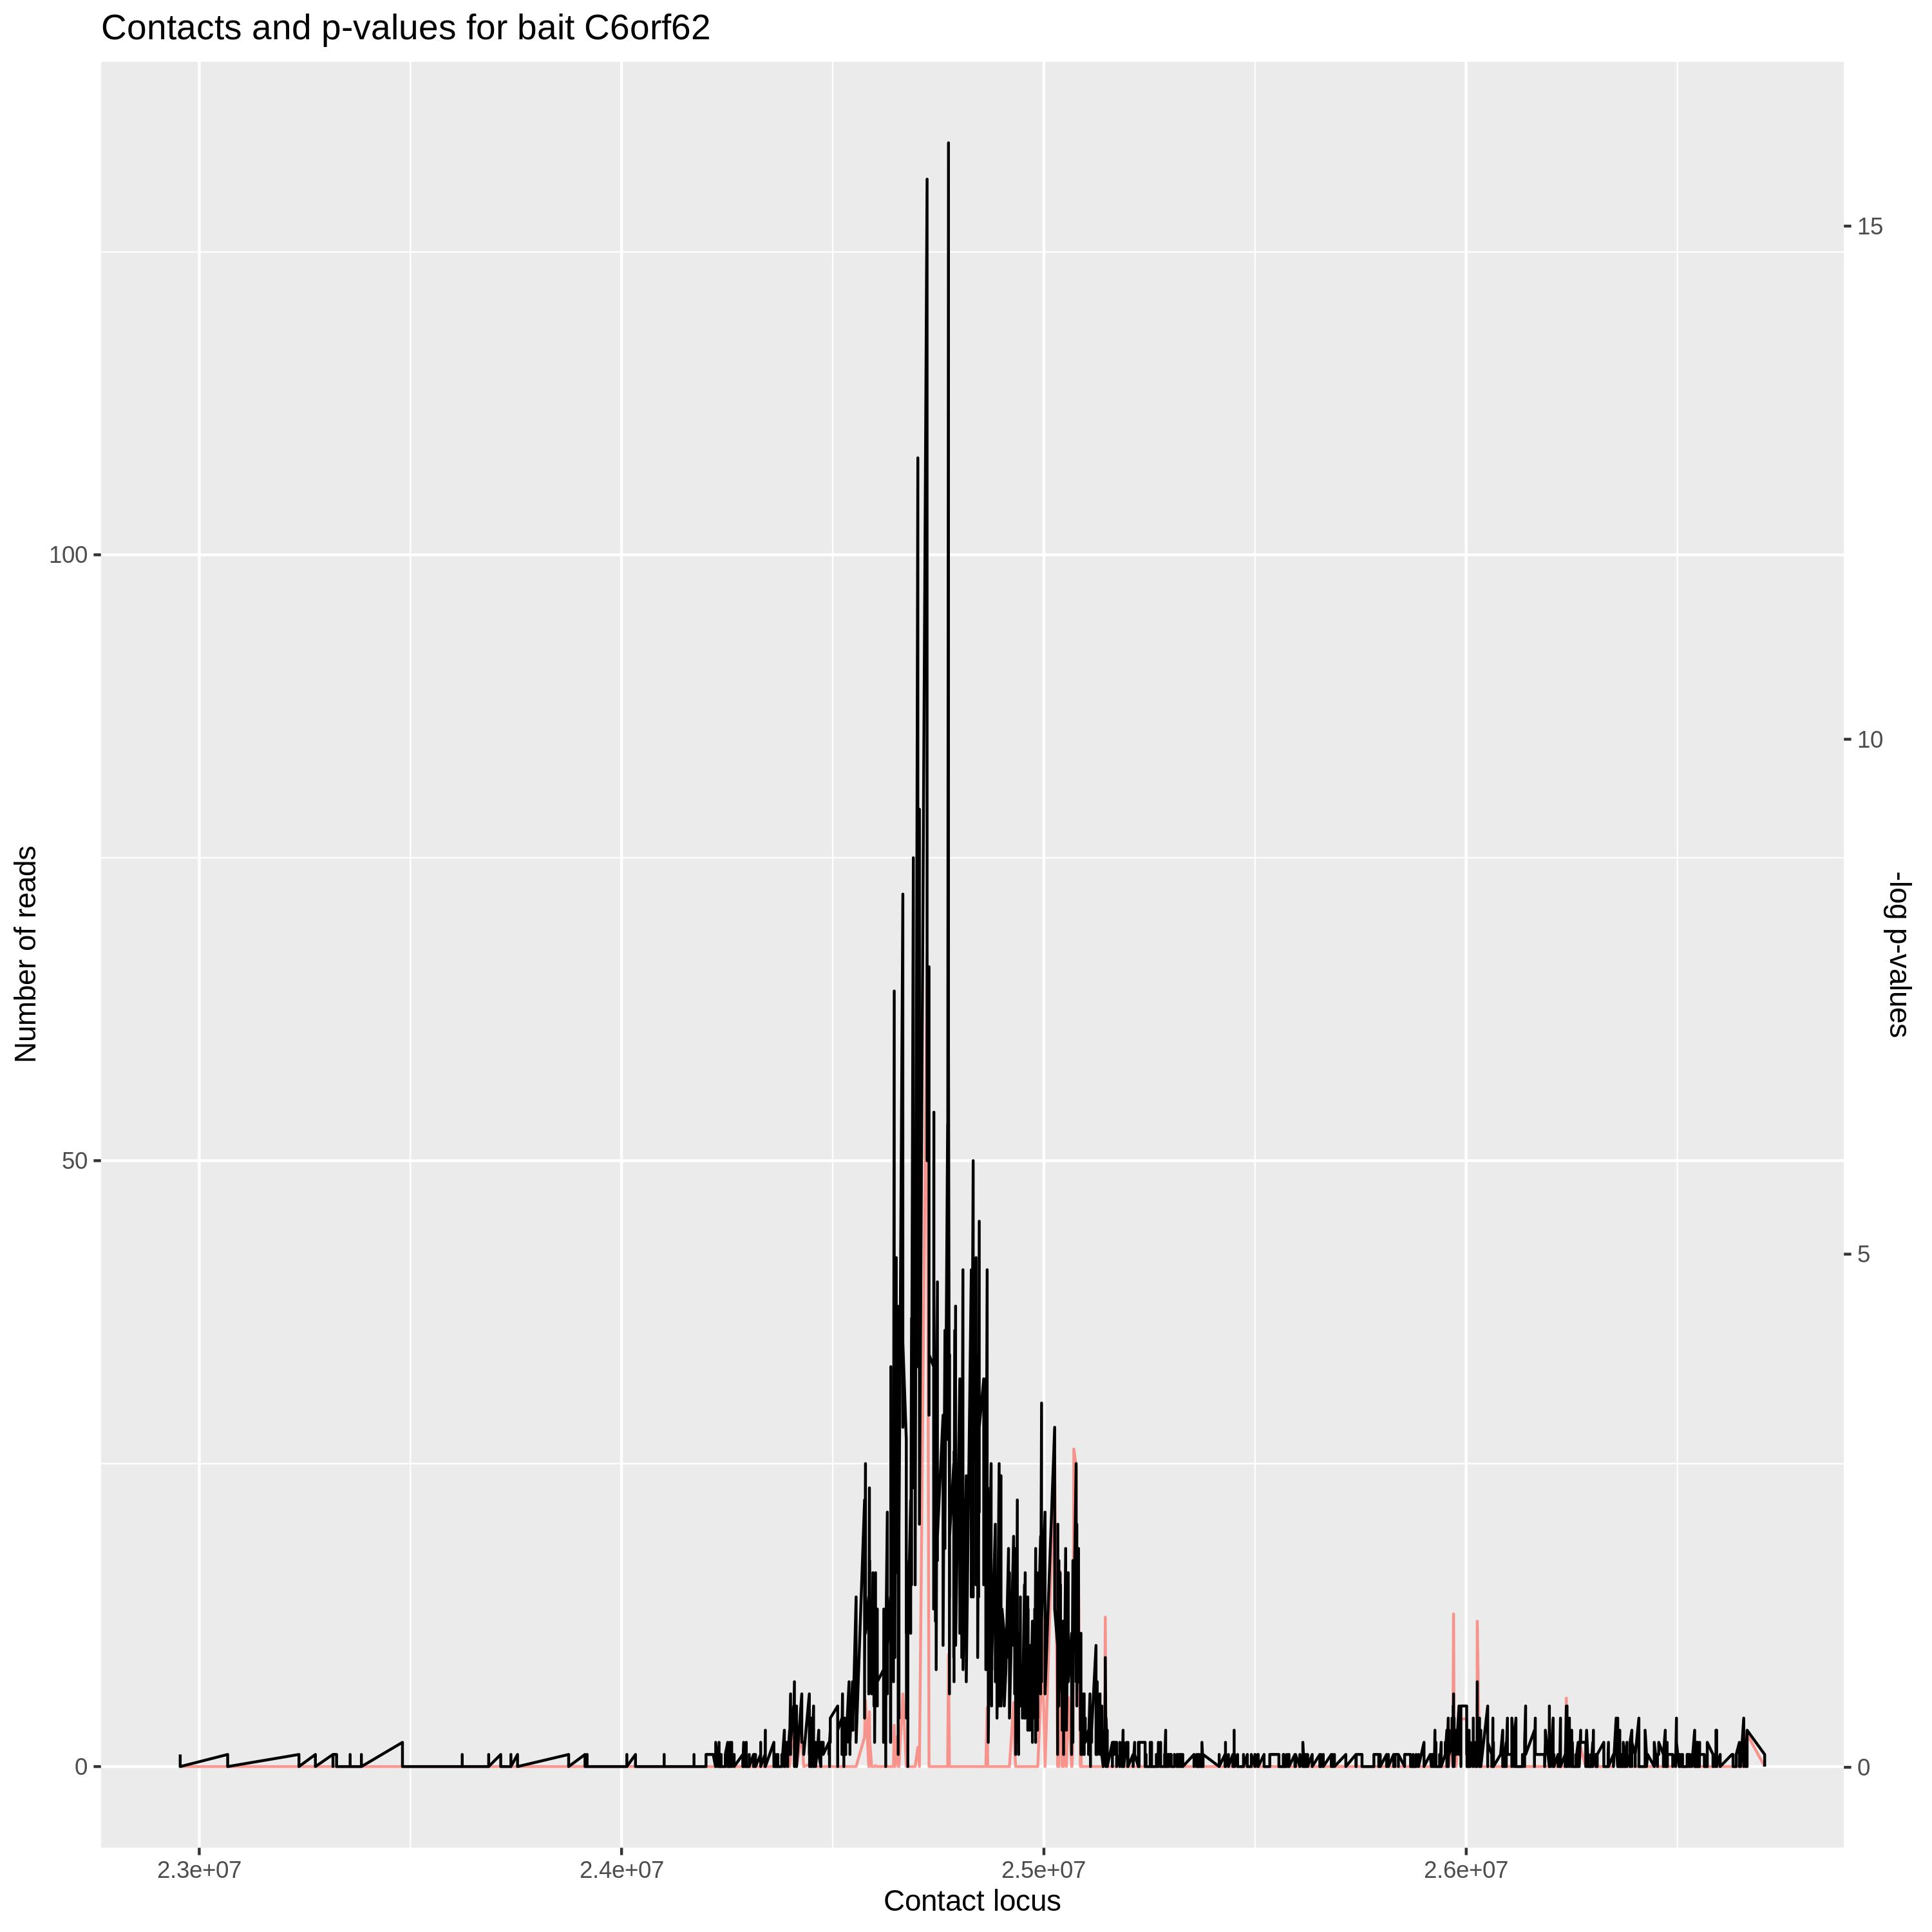 Contacts and p-values for bait C6orf62
15
100
10
Number of reads
-log p-values
50
5
0
0
2.3e+07
2.4e+07
2.5e+07
2.6e+07
Contact locus